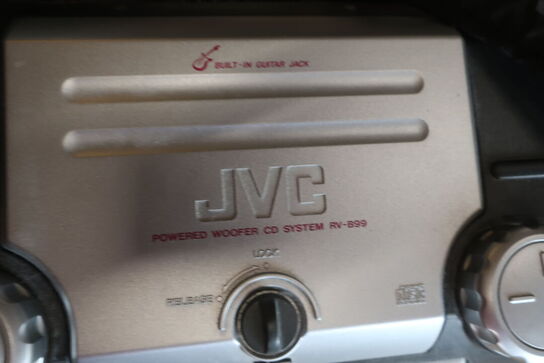 BUILT-IN GUITAR JACK
JVC
POWERED WOOFER CD SYSTEM RV-B99
LOCK
RELEASE